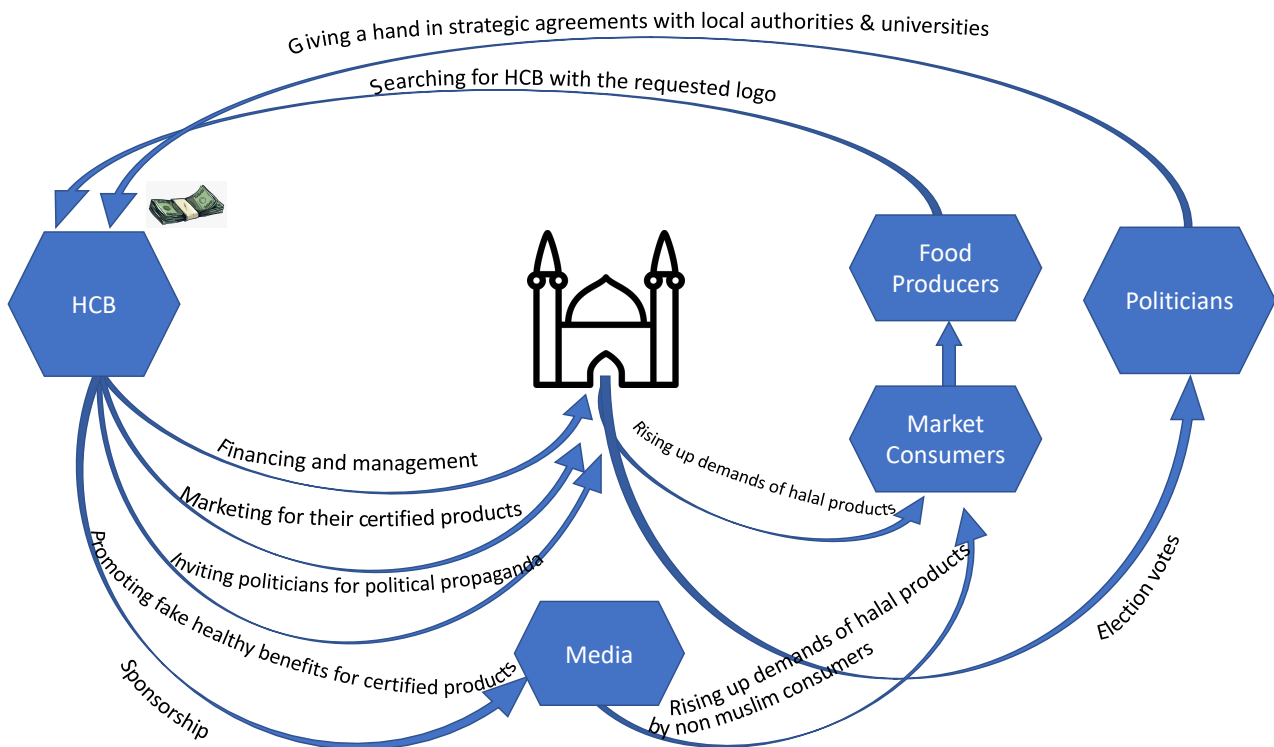 Giving a hand in strategic agreements with local authorities & universities
Searching for HCB with the requested logo
HCB
Food
Producers
Politicians
Market
Consumers
Rising up demands of halal products
Financing and management
Marketing for their certified products
Inviting politicians for political propaganda
Promoting fake healthy benefits for certified products
Sponsorship
Media
Rising up demands of halal products
by non muslim consumers
Election votes